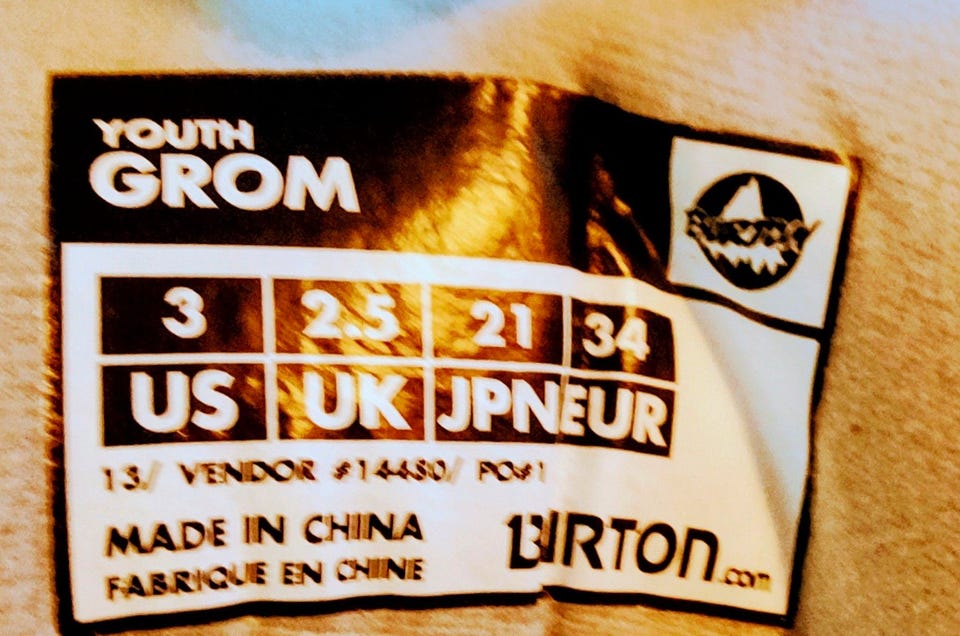 YOUTH
GROM
BURTON
3 2.5 21 34
US UK JPN EUR
13/ VENDOR #14480/ PO#1
MADE IN CHINA
FABRIQUE EN CHINE
BURTON.com